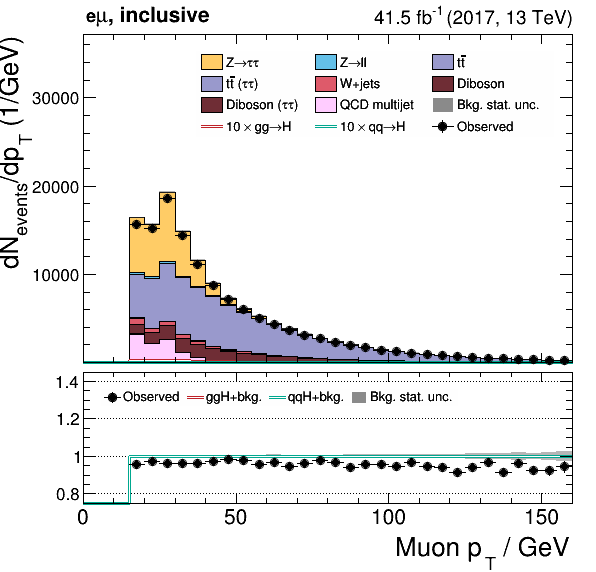 eμ, inclusive 41.5 fb⁻¹ (2017, 13 TeV)
dN_events/dp_T (1/GeV)
30000
20000
10000
Z→ττ Z→ll tt̄
tt̄ (ττ) W+jets Diboson
Diboson (ττ) QCD multijet Bkg. stat. unc.
10 × gg→H 10 × qq→H Observed
1.4
1.2
1
0.8
Observed ggH+bkg. qqH+bkg. Bkg. stat. unc.
0 50 100 150
Muon p_T / GeV